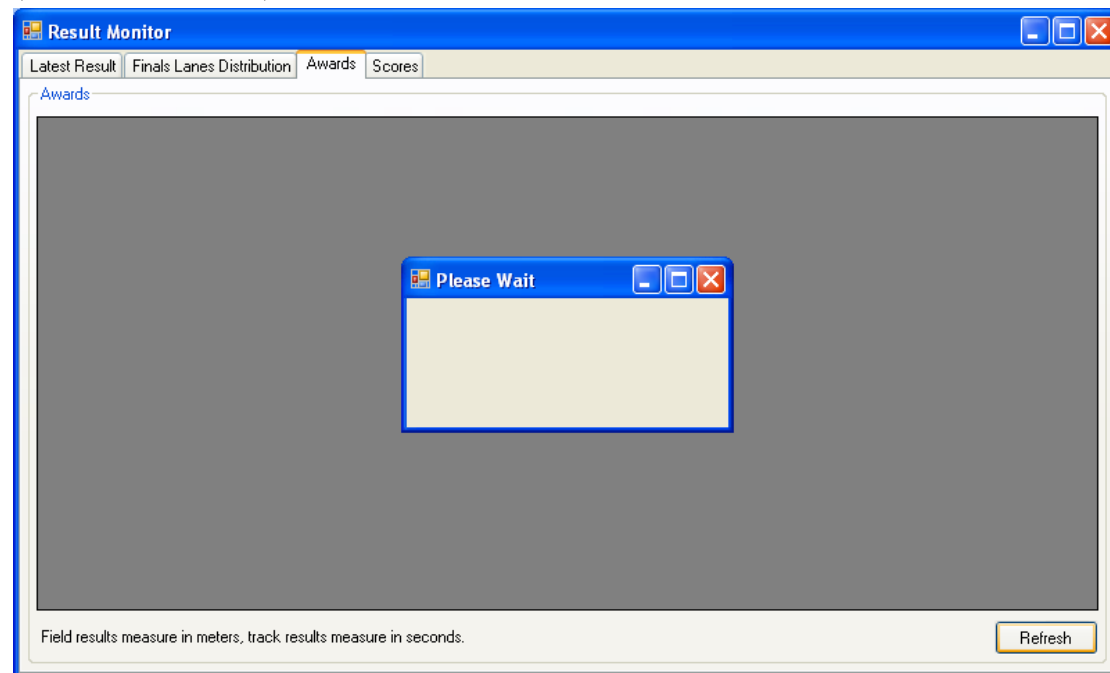 Result Monitor
Latest Result Finals Lanes Distribution Awards Scores
Awards
Please Wait
Field results measure in meters, track results measure in seconds.
Refresh